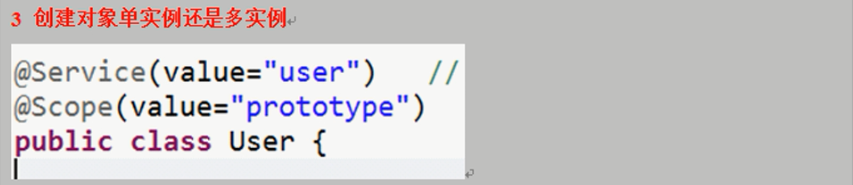 3 创建对象单实例还是多实例
@Service(value="user") //
@Scope(value="prototype")
public class User {